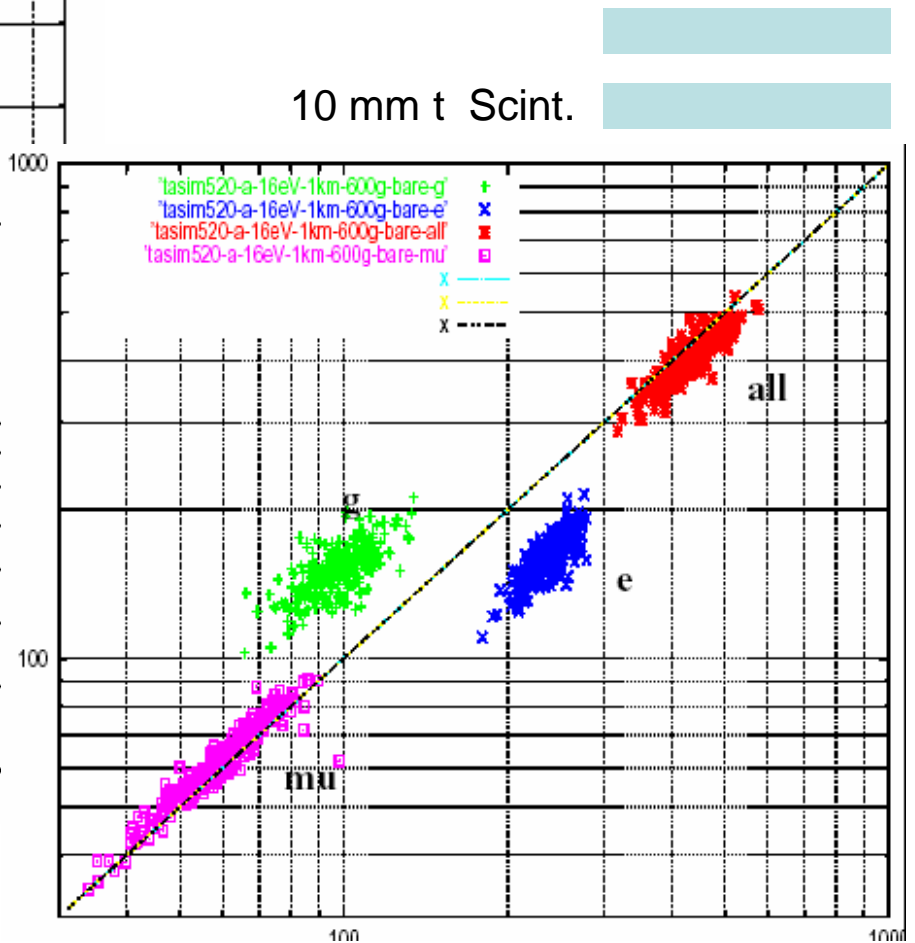 10 mm t Scint.
1000
'tasim520-a-16eV-1km-600g-bare-g'
'tasim520-a-16eV-1km-600g-bare-e'
'tasim520-a-16eV-1km-600g-bare-all'
'tasim520-a-16eV-1km-600g-bare-mu'
x
x
x
all
g
e
100
mu
100
1000